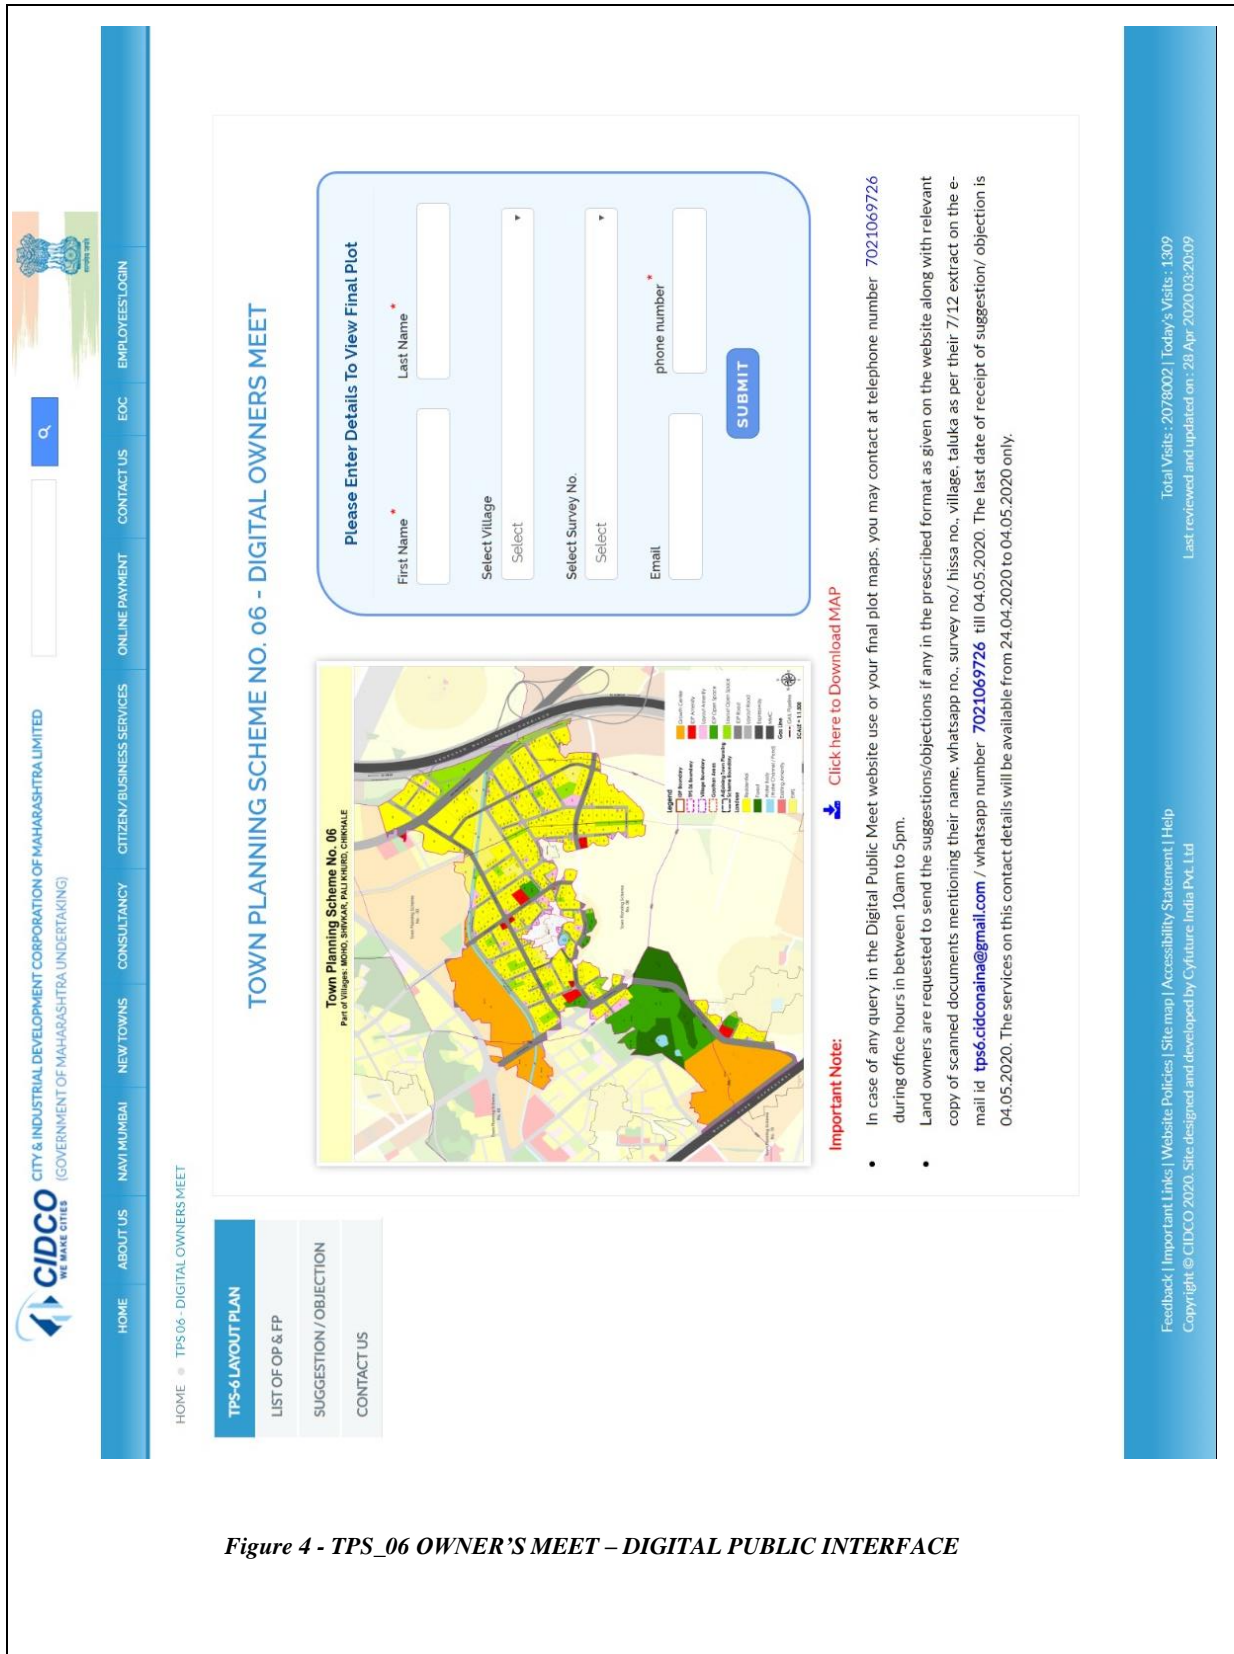 CIDCO
WE MAKE CITIES
CITY & INDUSTRIAL DEVELOPMENT CORPORATION OF MAHARASHTRA LIMITED
(GOVERNMENT OF MAHARASHTRA UNDERTAKING)
HOME ABOUT US NAVI MUMBAI NEW TOWNS CONSULTANCY CITIZEN/BUSINESS SERVICES ONLINE PAYMENT CONTACT US EOC EMPLOYEES'LOGIN
HOME TPS 06 - DIGITAL OWNERS MEET
TPS-6 LAYOUT PLAN
LIST OF OP & FP
SUGGESTION / OBJECTION
CONTACT US
TOWN PLANNING SCHEME NO. 06 - DIGITAL OWNERS MEET
Town Planning Scheme No. 06
Part of Villages: MOHO, SHIVKAR, PALI KHURD, CHIKHALE
Legend
Please Enter Details To View Final Plot
First Name *
Last Name *
Select Village
Select
Select Survey No.
Select
Email
phone number *
SUBMIT
Click here to Download MAP
Important Note:
• In case of any query in the Digital Public Meet website use or your final plot maps, you may contact at telephone number 7021069726
during office hours in between 10am to 5pm.
• Land owners are requested to send the suggestions/objections if any in the prescribed format as given on the website along with relevant
copy of scanned documents mentioning their name, whatsapp no., survey no./ hissa no., village, taluka as per their 7/12 extract on the e-
mail id tps6.cidconaina@gmail.com / whatsapp number 7021069726 till 04.05.2020. The last date of receipt of suggestion/ objection is
04.05.2020. The services on this contact details will be available from 24.04.2020 to 04.05.2020 only.
Feedback | Important Links | Website Policies | Site map | Accessibility Statement | Help
Copyright © CIDCO 2020. Site designed and developed by Cyfuture India Pvt. Ltd
Total Visits : 2078002 | Today's Visits : 1309
Last reviewed and updated on : 28 Apr 2020 03:20:09
Figure 4 - TPS_06 OWNER'S MEET – DIGITAL PUBLIC INTERFACE